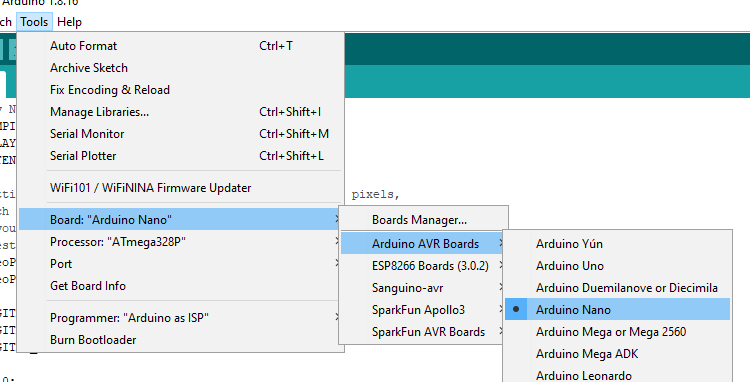 Arduino 1.8.16
Tools Help
Auto Format Ctrl+T
Archive Sketch
Fix Encoding & Reload
Manage Libraries... Ctrl+Shift+I
Serial Monitor Ctrl+Shift+M
Serial Plotter Ctrl+Shift+L
WiFi101 / WiFiNINA Firmware Updater
pixels,
Board: "Arduino Nano"
Processor: "ATmega328P"
Port
Get Board Info
Programmer: "Arduino as ISP"
Burn Bootloader
Boards Manager...
Arduino AVR Boards
ESP8266 Boards (3.0.2)
Sanguino-avr
SparkFun Apollo3
SparkFun AVR Boards
Arduino Yún
Arduino Uno
Arduino Duemilanove or Diecimila
Arduino Nano
Arduino Mega or Mega 2560
Arduino Mega ADK
Arduino Leonardo